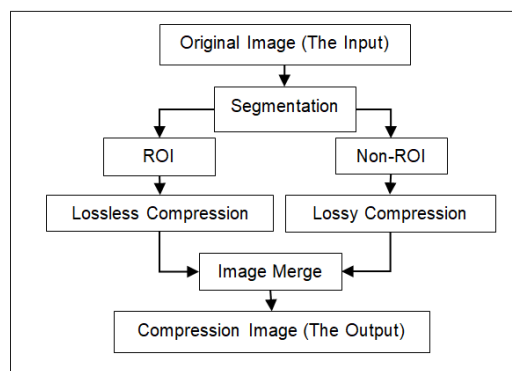 Original Image (The Input)
Segmentation
ROI
Non-ROI
Lossless Compression
Lossy Compression
Image Merge
Compression Image (The Output)